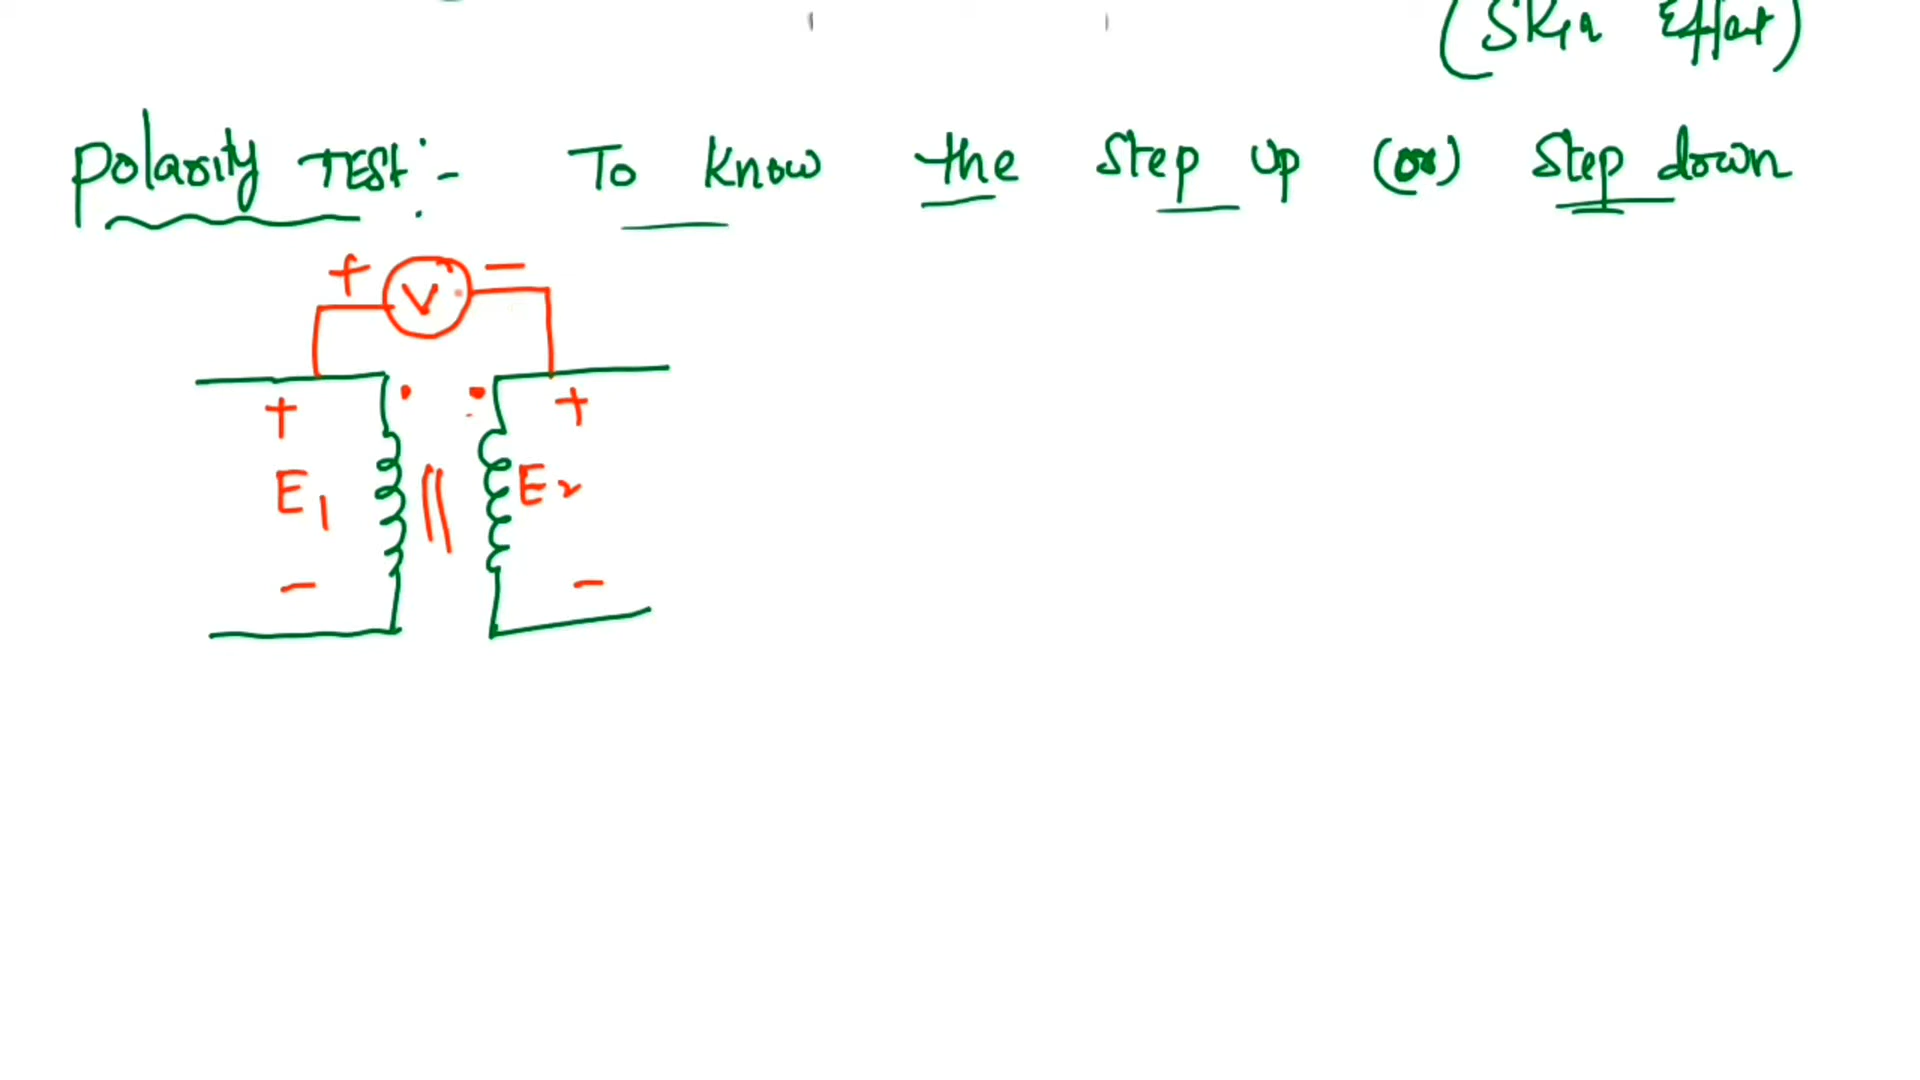 (Skin Effect)
Polarity TEST:- To know the Step up (or) Step down
+ V -
+ +
E1 E2
- -